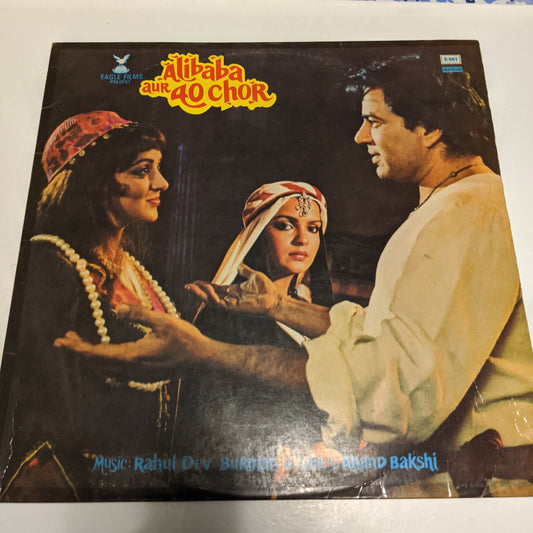 EAGLE FILMS
PRESENT
Alibaba
aur 40 chor
EMI
Music: Rahul Dev Burman Anand Bakshi